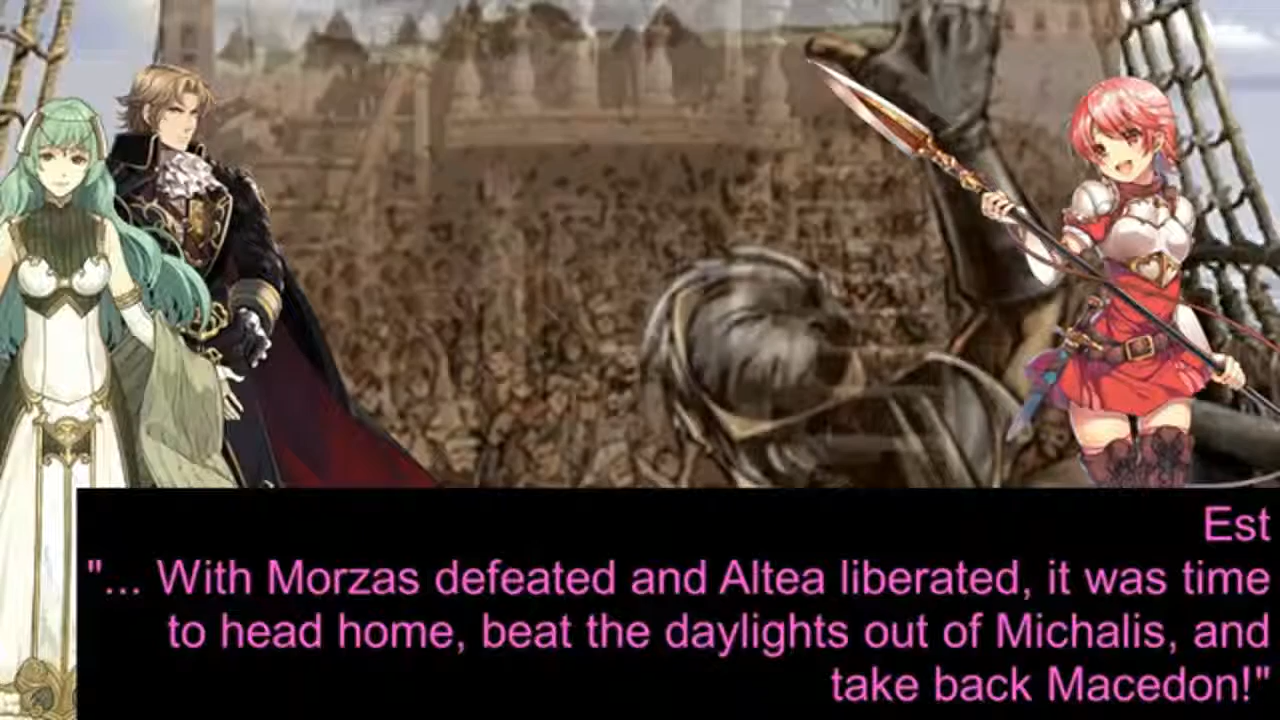 Est
"... With Morzas defeated and Altea liberated, it was time
to head home, beat the daylights out of Michalis, and
take back Macedon!"